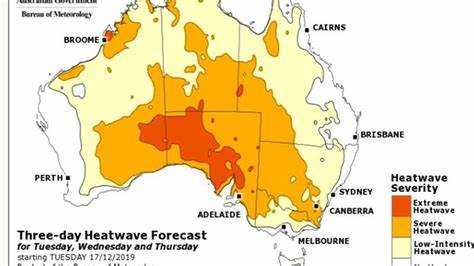 Australian Government
Bureau of Meteorology
BROOME
CAIRNS
BRISBANE
PERTH
SYDNEY
CANBERRA
ADELAIDE
MELBOURNE
Heatwave
Severity
Extreme
Heatwave
Severe
Heatwave
Low-Intensity
Heatwave
Three-day Heatwave Forecast
for Tuesday, Wednesday and Thursday
starting TUESDAY 17/12/2019